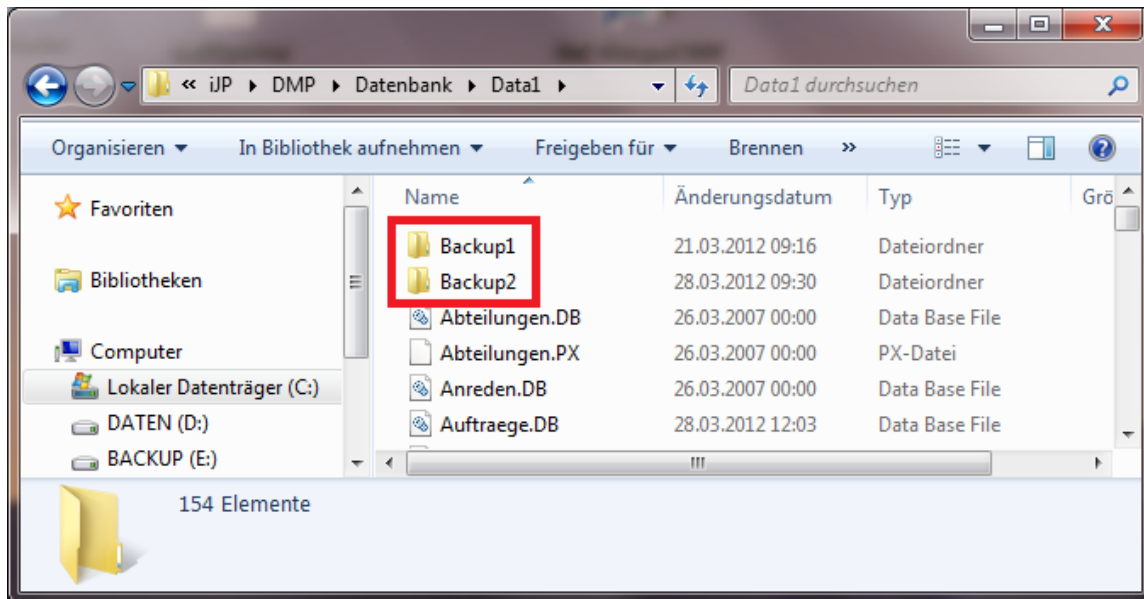 « iJP ▸ DMP ▸ Datenbank ▸ Data1 ▸ Data1 durchsuchen
Organisieren In Bibliothek aufnehmen Freigeben für Brennen »
Favoriten
Bibliotheken
Computer
Lokaler Datenträger (C:)
DATEN (D:)
BACKUP (E:)
Name Änderungsdatum Typ Grö
Backup1 21.03.2012 09:16 Dateiordner
Backup2 28.03.2012 09:30 Dateiordner
Abteilungen.DB 26.03.2007 00:00 Data Base File
Abteilungen.PX 26.03.2007 00:00 PX-Datei
Anreden.DB 26.03.2007 00:00 Data Base File
Auftraege.DB 28.03.2012 12:03 Data Base File
154 Elemente